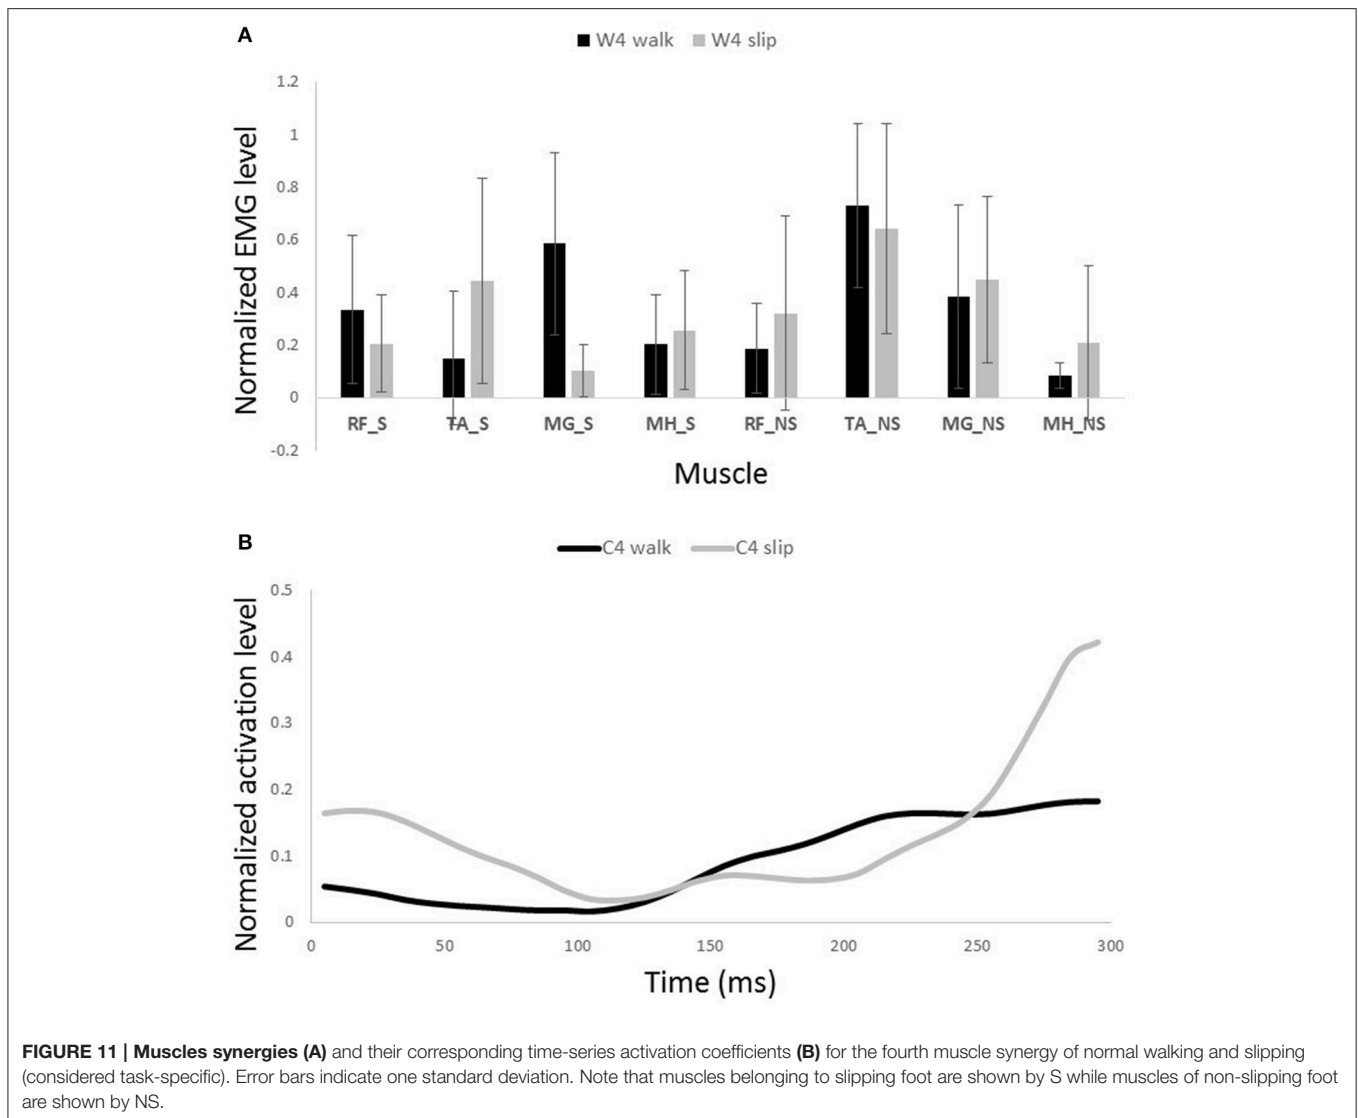 A
W4 walk W4 slip
Normalized EMG level
1.2
1
0.8
0.6
0.4
0.2
0
-0.2
RF_S TA_S MG_S MH_S RF_NS TA_NS MG_NS MH_NS
Muscle
B
C4 walk C4 slip
Normalized activation level
0.5
0.4
0.3
0.2
0.1
0
0 50 100 150 200 250 300
Time (ms)
FIGURE 11 | Muscles synergies (A) and their corresponding time-series activation coefficients (B) for the fourth muscle synergy of normal walking and slipping
(considered task-specific). Error bars indicate one standard deviation. Note that muscles belonging to slipping foot are shown by S while muscles of non-slipping foot
are shown by NS.